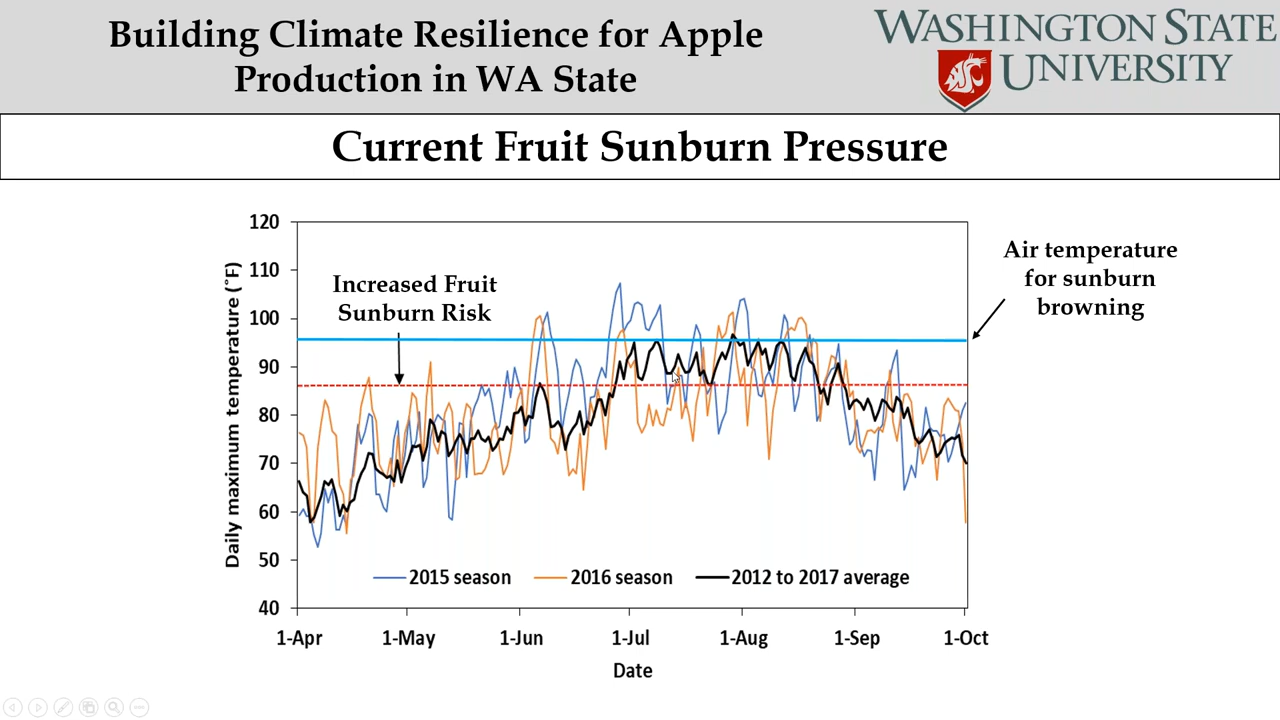 Building Climate Resilience for Apple
Production in WA State
WASHINGTON STATE
UNIVERSITY
Current Fruit Sunburn Pressure
120
110
100
90
80
70
60
50
40
Daily maximum temperature (˚F)
Increased Fruit
Sunburn Risk
Air temperature
for sunburn
browning
2015 season
2016 season
2012 to 2017 average
1-Apr
1-May
1-Jun
1-Jul
1-Aug
1-Sep
1-Oct
Date